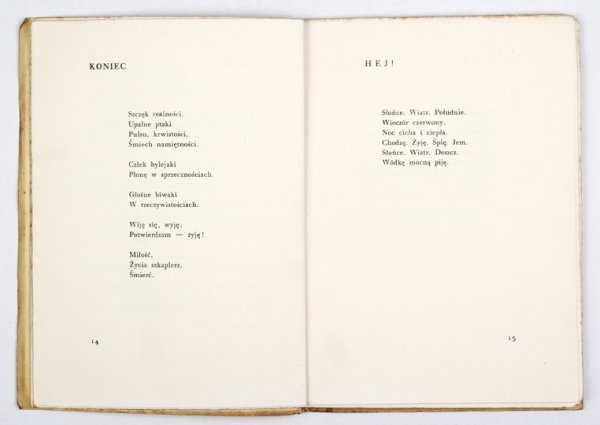 KONIEC
Szczęk realności.
Upalne ptaki
Pulsu, krwistości,
Śmiech namiętności.
Człek bylejaki
Płonę w sprzecznościach.
Głośne biwaki
W rzeczywistościach.
Wiję się, wyję,
Potwierdzam — żyję!
Miłość,
Życia szkaplerz.
Śmierć.
14
HEJ!
Słońce. Wiatr. Południe.
Wieczór czerwony.
Noc cicha i ciepła.
Chodzę. Żyję. Śpię. Jem.
Słońce. Wiatr. Deszcz.
Wódkę mocną piję.
15